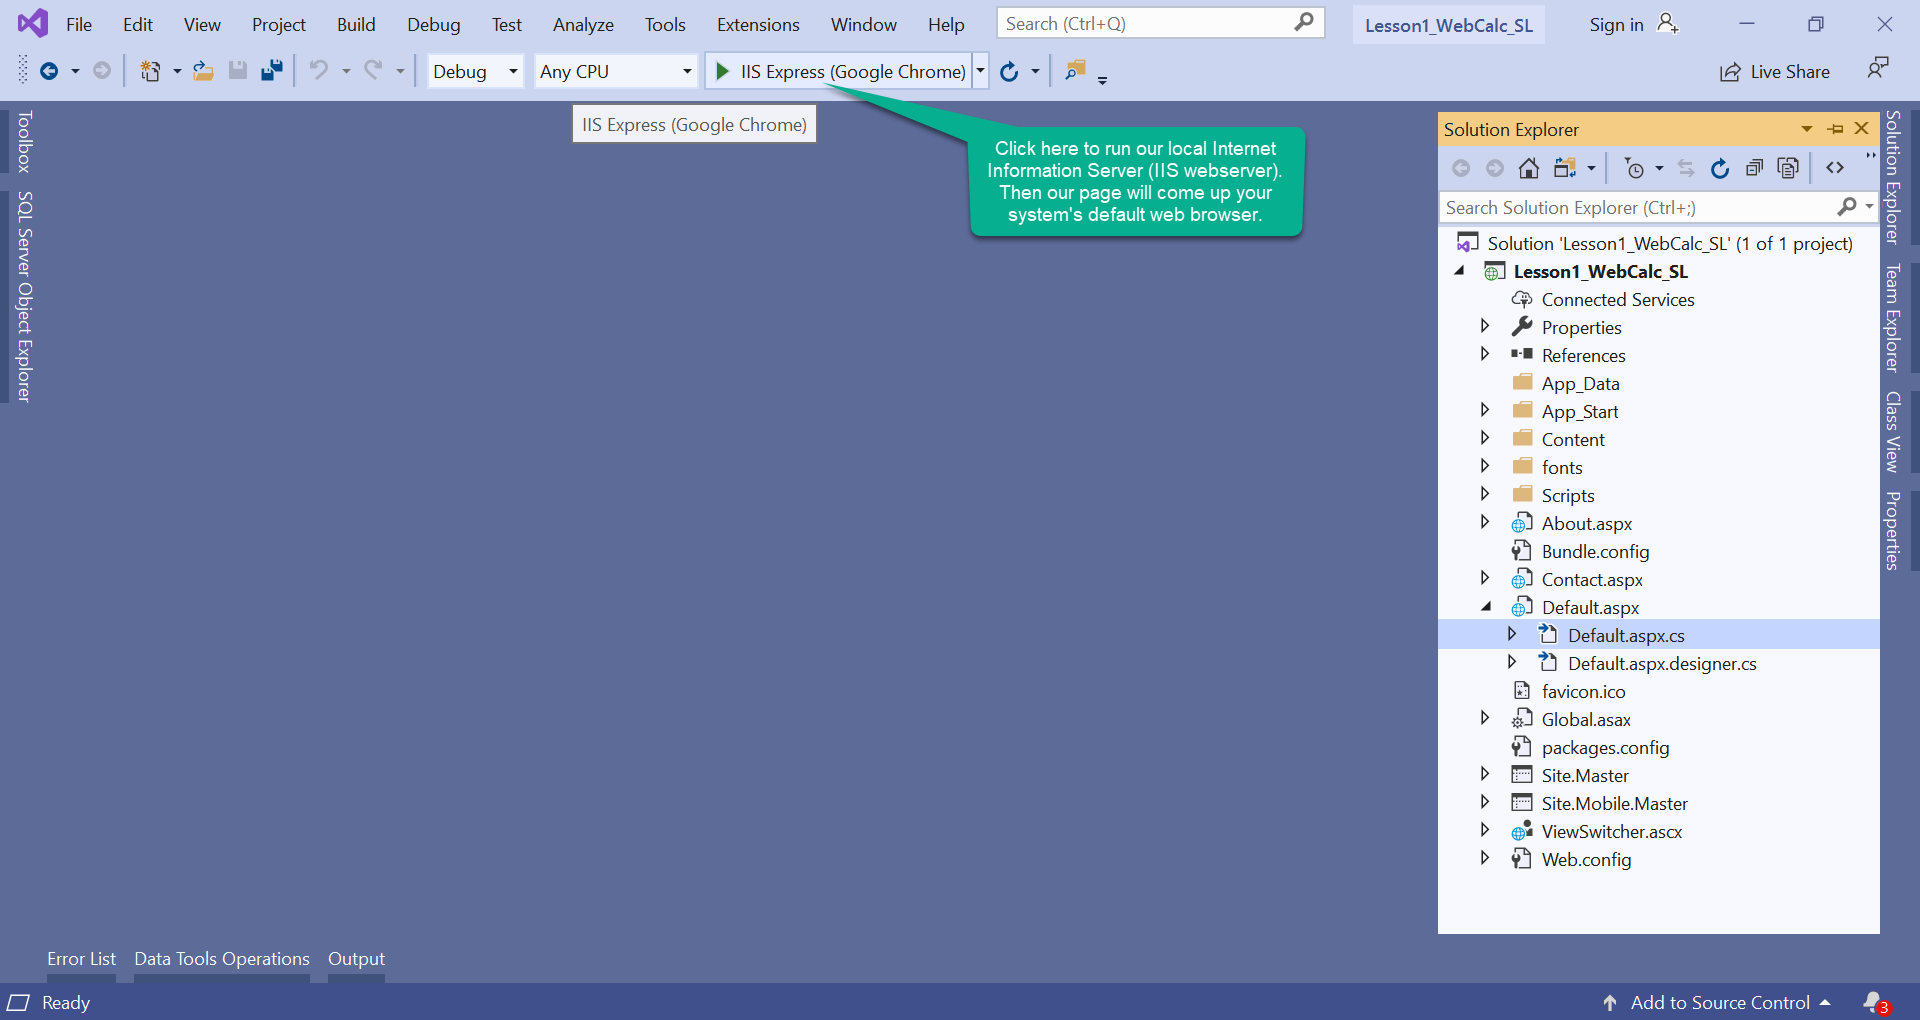 File Edit View Project Build Debug Test Analyze Tools Extensions Window Help Search (Ctrl+Q) Lesson1_WebCalc_SL Sign in
Debug Any CPU IIS Express (Google Chrome) Live Share
IIS Express (Google Chrome)
Click here to run our local Internet
Information Server (IIS webserver).
Then our page will come up your
system's default web browser.
Toolbox
SQL Server Object Explorer
Solution Explorer
Search Solution Explorer (Ctrl+;)
Solution 'Lesson1_WebCalc_SL' (1 of 1 project)
Lesson1_WebCalc_SL
Connected Services
Properties
References
App_Data
App_Start
Content
fonts
Scripts
About.aspx
Bundle.config
Contact.aspx
Default.aspx
Default.aspx.cs
Default.aspx.designer.cs
favicon.ico
Global.asax
packages.config
Site.Master
Site.Mobile.Master
ViewSwitcher.ascx
Web.config
Solution Explorer
Team Explorer
Class View
Properties
Error List Data Tools Operations Output
Ready Add to Source Control 3